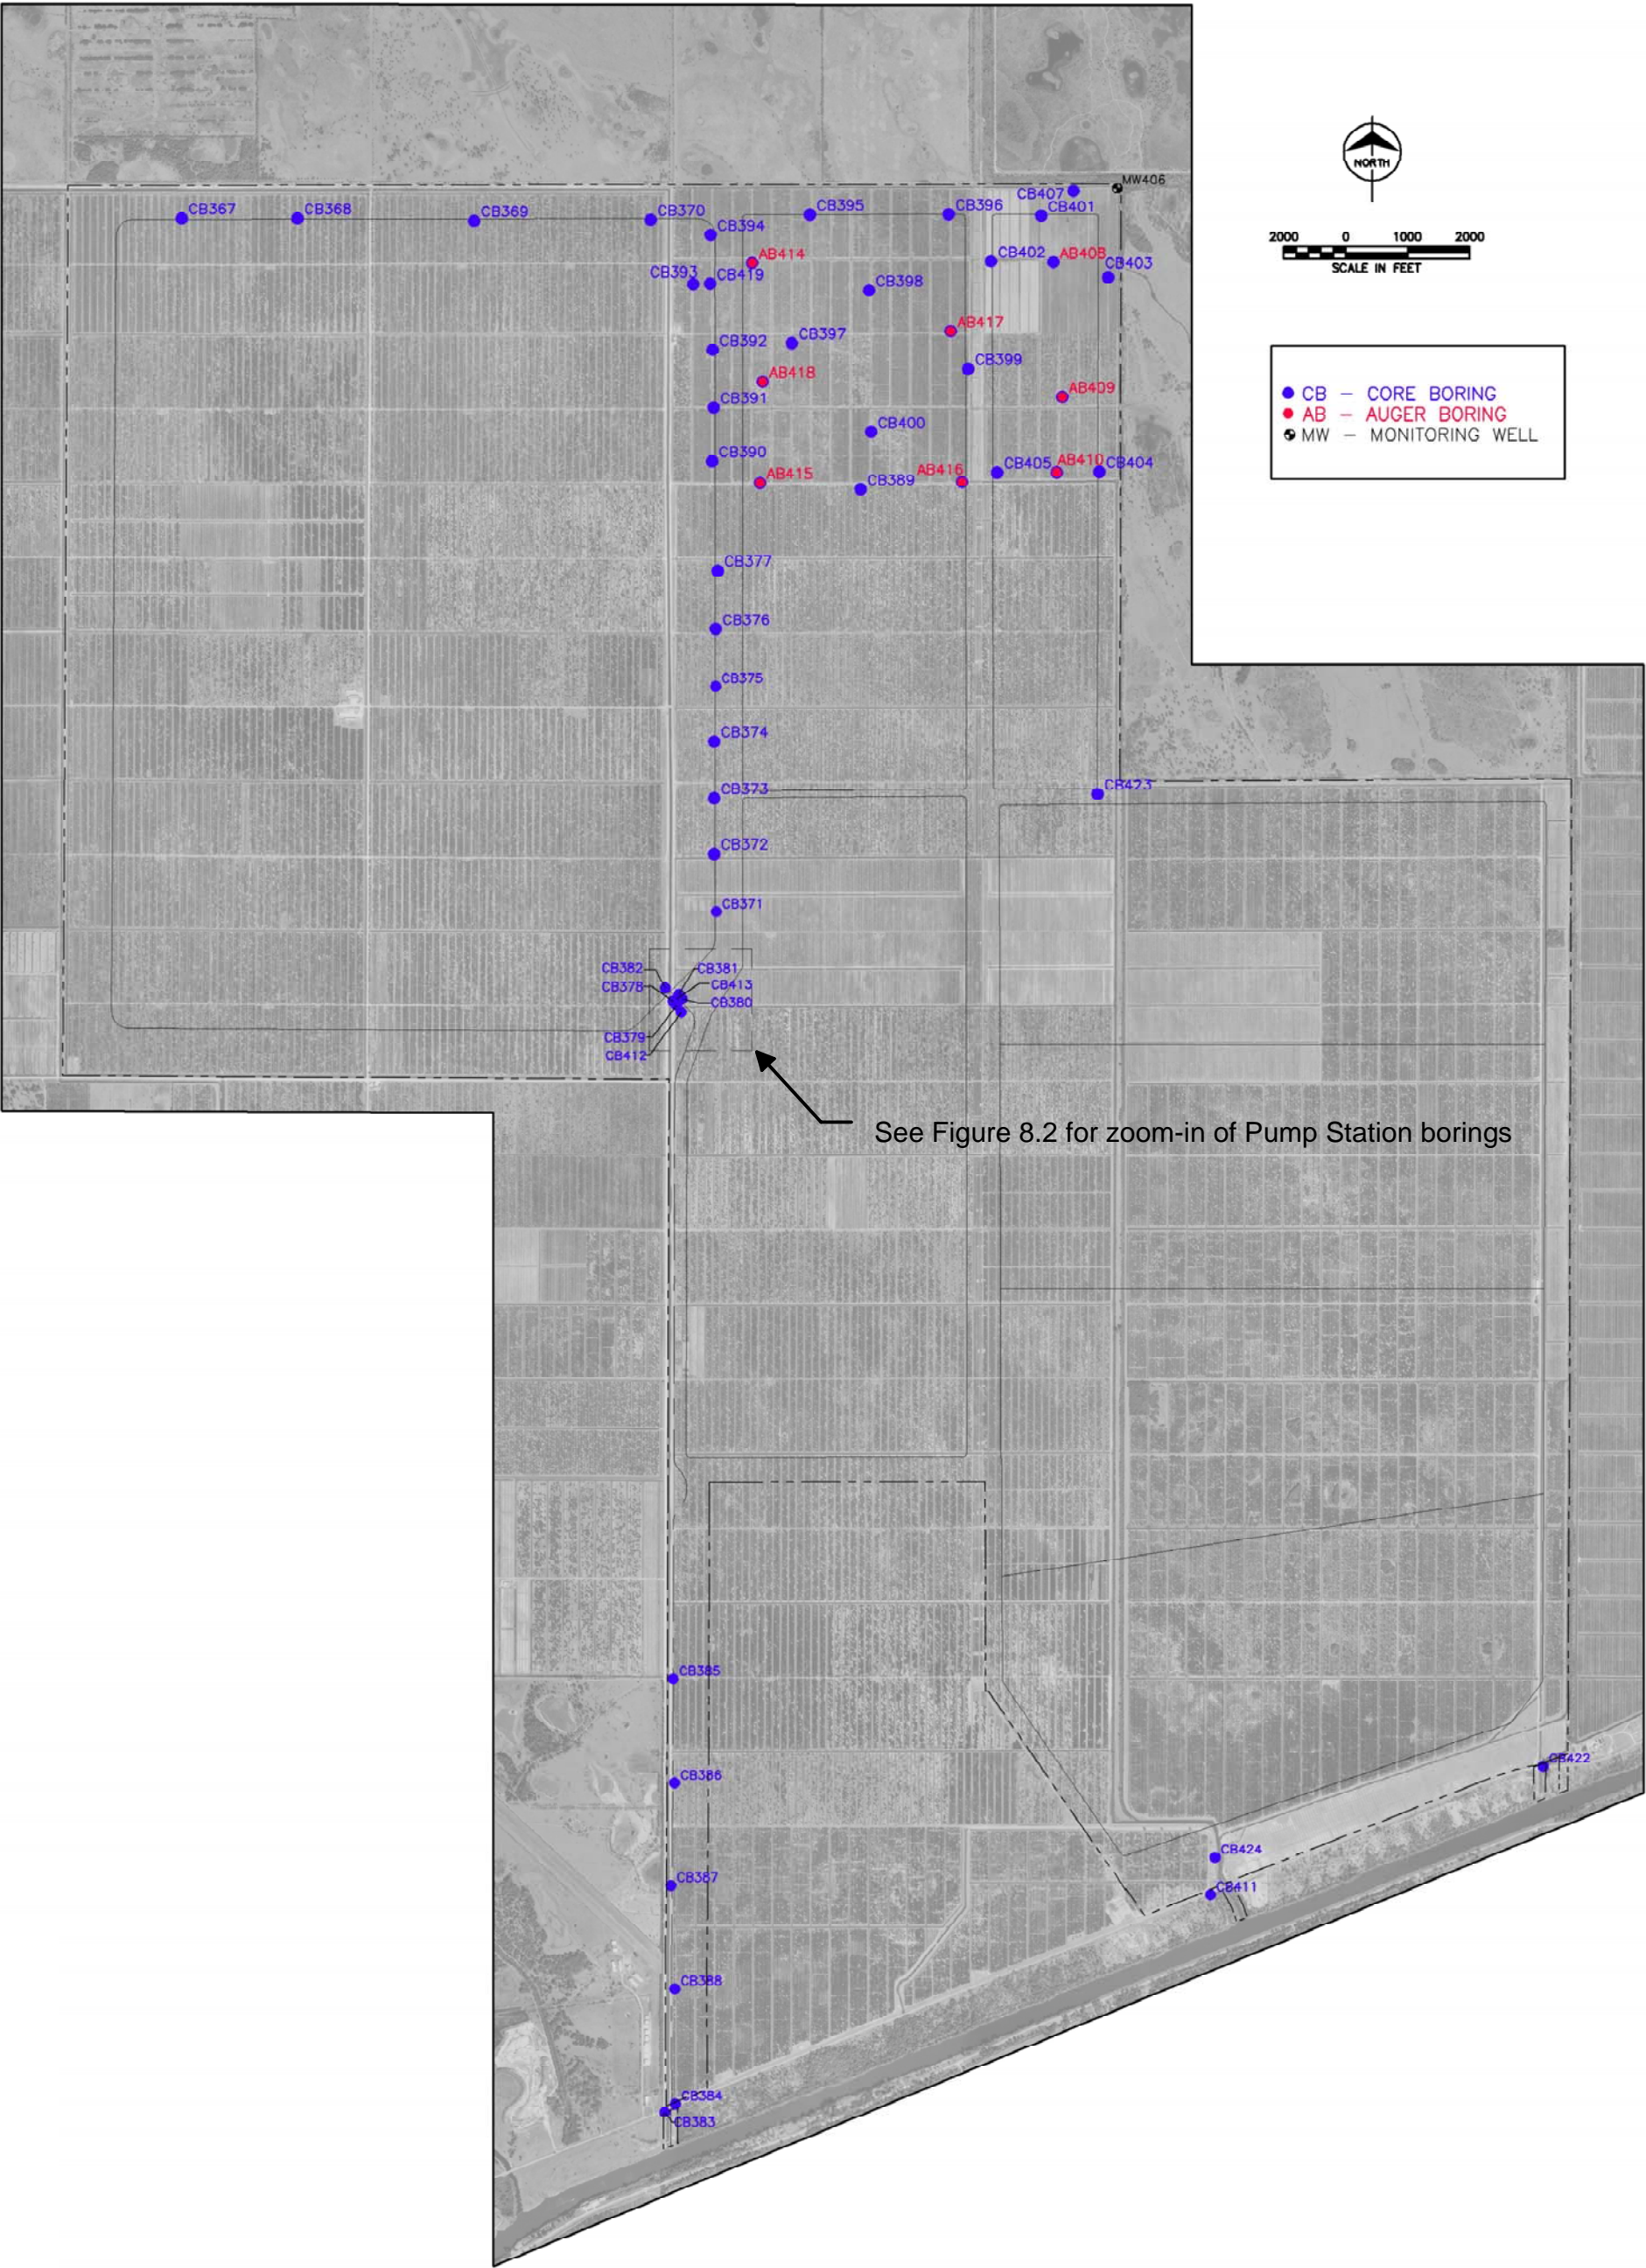 MW406
CB407
CB367
CB368
CB369
CB370
CB395
CB396
CB401
CB394
NORTH
2000 0 1000 2000
SCALE IN FEET
AB414
CB402
AB408
CB403
CB393
CB419
CB398
AB417
CB392
CB397
CB399
AB418
AB409
CB391
CB400
CB — CORE BORING
AB — AUGER BORING
MW — MONITORING WELL
CB390
AB415
AB416
CB405
AB410
CB404
CB389
CB377
CB376
CB375
CB374
CB373
CB423
CB372
CB371
CB382
CB381
CB378
CB413
CB380
CB379
CB412
See Figure 8.2 for zoom-in of Pump Station borings
CB385
CB422
CB386
CB424
CB387
CB411
CB388
CB384
CB383